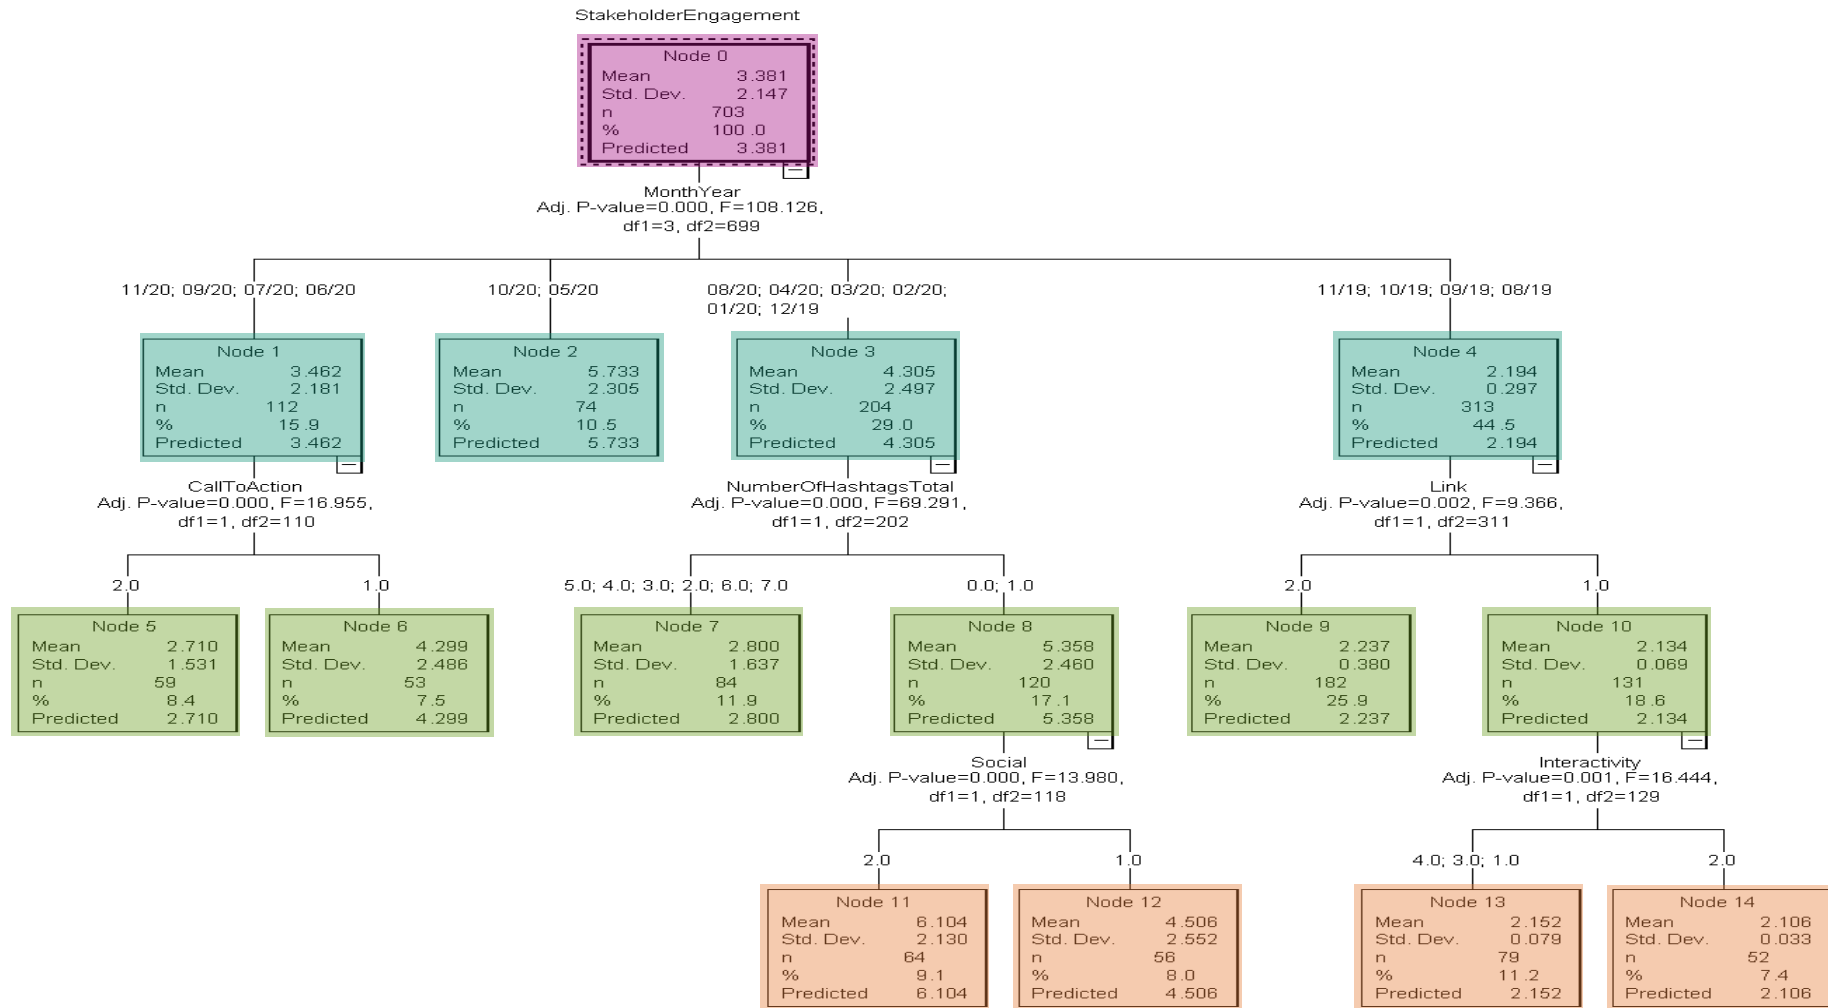 StakeholderEngagement
Node 0
Mean 3.381
Std. Dev. 2.147
n 703
% 100 .0
Predicted 3.381
MonthYear
Adj. P-value=0.000, F=108.126,
df1=3, df2=699
11/20; 09/20; 07/20; 06/20
10/20; 05/20
08/20; 04/20; 03/20; 02/20;
01/20; 12/19
11/19; 10/19; 09/19; 08/19
Node 1
Mean 3.462
Std. Dev. 2.181
n 112
% 15 .9
Predicted 3.462
Node 2
Mean 5.733
Std. Dev. 2.305
n 74
% 10 .5
Predicted 5.733
Node 3
Mean 4.305
Std. Dev. 2.497
n 204
% 29 .0
Predicted 4.305
Node 4
Mean 2.194
Std. Dev. 0.297
n 313
% 44 .5
Predicted 2.194
CallToAction
Adj. P-value=0.000, F=16.955,
df1=1, df2=110
NumberOfHashtagsTotal
Adj. P-value=0.000, F=69.291,
df1=1, df2=202
Link
Adj. P-value=0.002, F=9.366,
df1=1, df2=311
2.0
1.0
5.0; 4.0; 3.0; 2.0; 6.0; 7.0
0.0; 1.0
2.0
1.0
Node 5
Mean 2.710
Std. Dev. 1.531
n 59
% 8.4
Predicted 2.710
Node 6
Mean 4.299
Std. Dev. 2.486
n 53
% 7.5
Predicted 4.299
Node 7
Mean 2.800
Std. Dev. 1.637
n 84
% 11 .9
Predicted 2.800
Node 8
Mean 5.358
Std. Dev. 2.460
n 120
% 17 .1
Predicted 5.358
Node 9
Mean 2.237
Std. Dev. 0.380
n 182
% 25 .9
Predicted 2.237
Node 10
Mean 2.134
Std. Dev. 0.069
n 131
% 18 .6
Predicted 2.134
Social
Adj. P-value=0.000, F=13.980,
df1=1, df2=118
Interactivity
Adj. P-value=0.001, F=16.444,
df1=1, df2=129
2.0
1.0
4.0; 3.0; 1.0
2.0
Node 11
Mean 6.104
Std. Dev. 2.130
n 64
% 9.1
Predicted 6.104
Node 12
Mean 4.506
Std. Dev. 2.552
n 56
% 8.0
Predicted 4.506
Node 13
Mean 2.152
Std. Dev. 0.079
n 79
% 11.2
Predicted 2.152
Node 14
Mean 2.106
Std. Dev. 0.033
n 52
% 7.4
Predicted 2.106